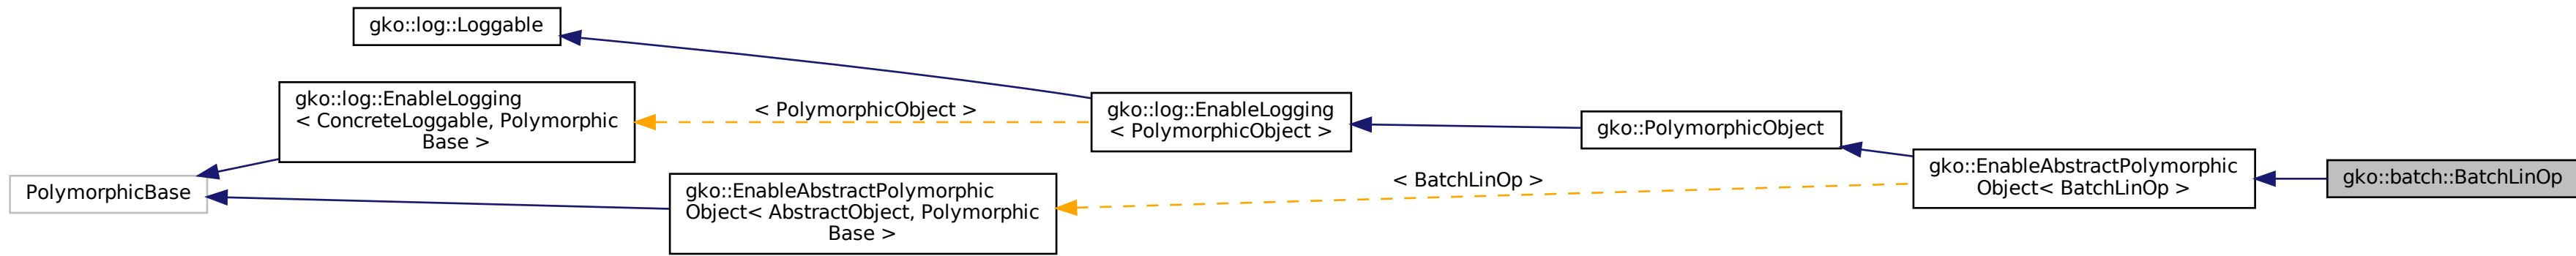 gko::log::Loggable
gko::log::EnableLogging
< ConcreteLoggable, Polymorphic
Base >
< PolymorphicObject >
gko::log::EnableLogging
< PolymorphicObject >
gko::PolymorphicObject
PolymorphicBase
gko::EnableAbstractPolymorphic
Object< AbstractObject, Polymorphic
Base >
< BatchLinOp >
gko::EnableAbstractPolymorphic
Object< BatchLinOp >
gko::batch::BatchLinOp